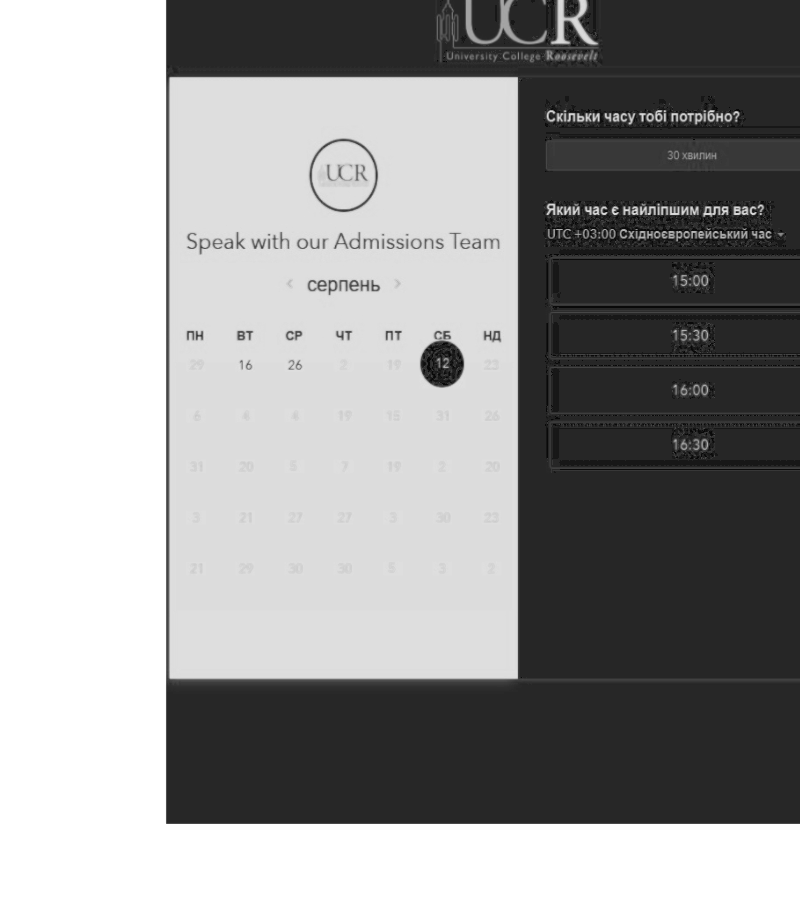 UCR
University College Roosevelt
UCR
Speak with our Admissions Team
‹ серпень ›
ПН ВТ СР ЧТ ПТ СБ НД
29 16 26 2 19 12 23
6 4 4 19 15 31 26
31 20 5 7 19 2 20
3 21 27 27 3 30 23
21 29 30 30 5 3 2
Скільки часу тобі потрібно?
30 хвилин
Який час є найліпшим для вас?
UTC +03:00 Східноєвропейський час
15:00
15:30
16:00
16:30